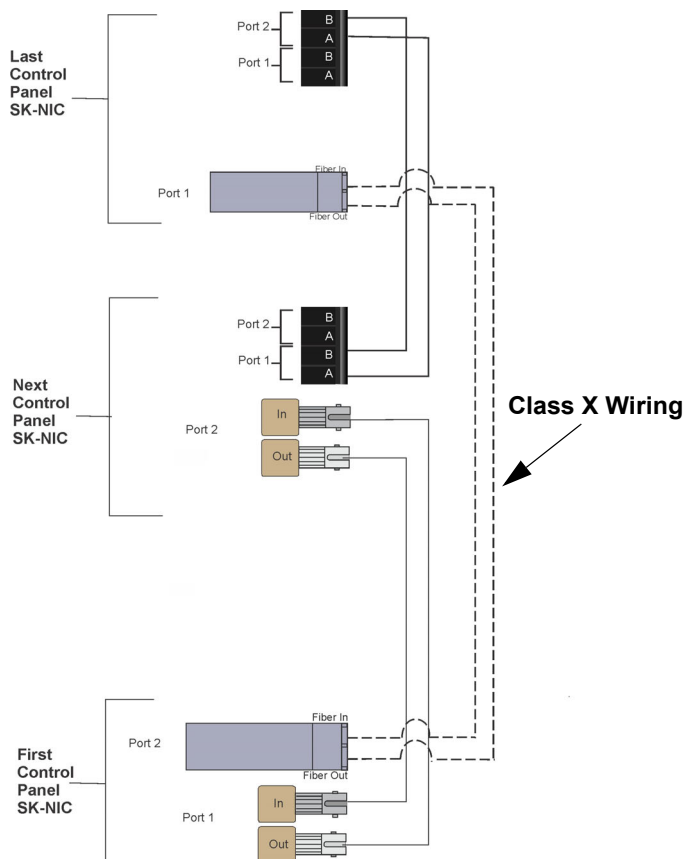 Last
Control
Panel
SK-NIC
Port 2
B
A
Port 1
B
A
Port 1
Fiber In
Fiber Out
Next
Control
Panel
SK-NIC
Port 2
B
A
Port 1
B
A
Port 2
In
Out
Class X Wiring
First
Control
Panel
SK-NIC
Port 2
Fiber In
Fiber Out
Port 1
In
Out